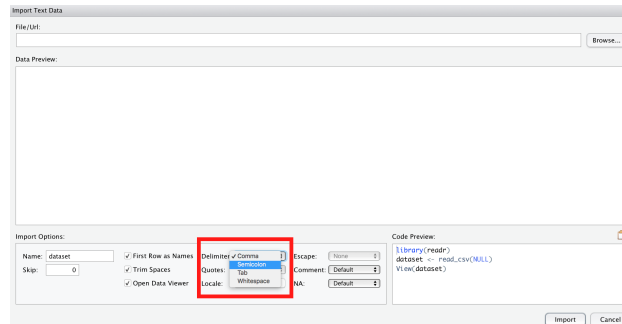 Import Text Data
File/Url:
Browse...
Data Preview:
Import Options:
Name: dataset
Skip: 0
✓ First Row as Names
✓ Trim Spaces
✓ Open Data Viewer
Delimiter ✓ Comma
Semicolon
Tab
Whitespace
Quotes:
Locale:
Escape: None
Comment: Default
NA: Default
Code Preview:
library(readr)
dataset <- read_csv(NULL)
View(dataset)
Import Cancel